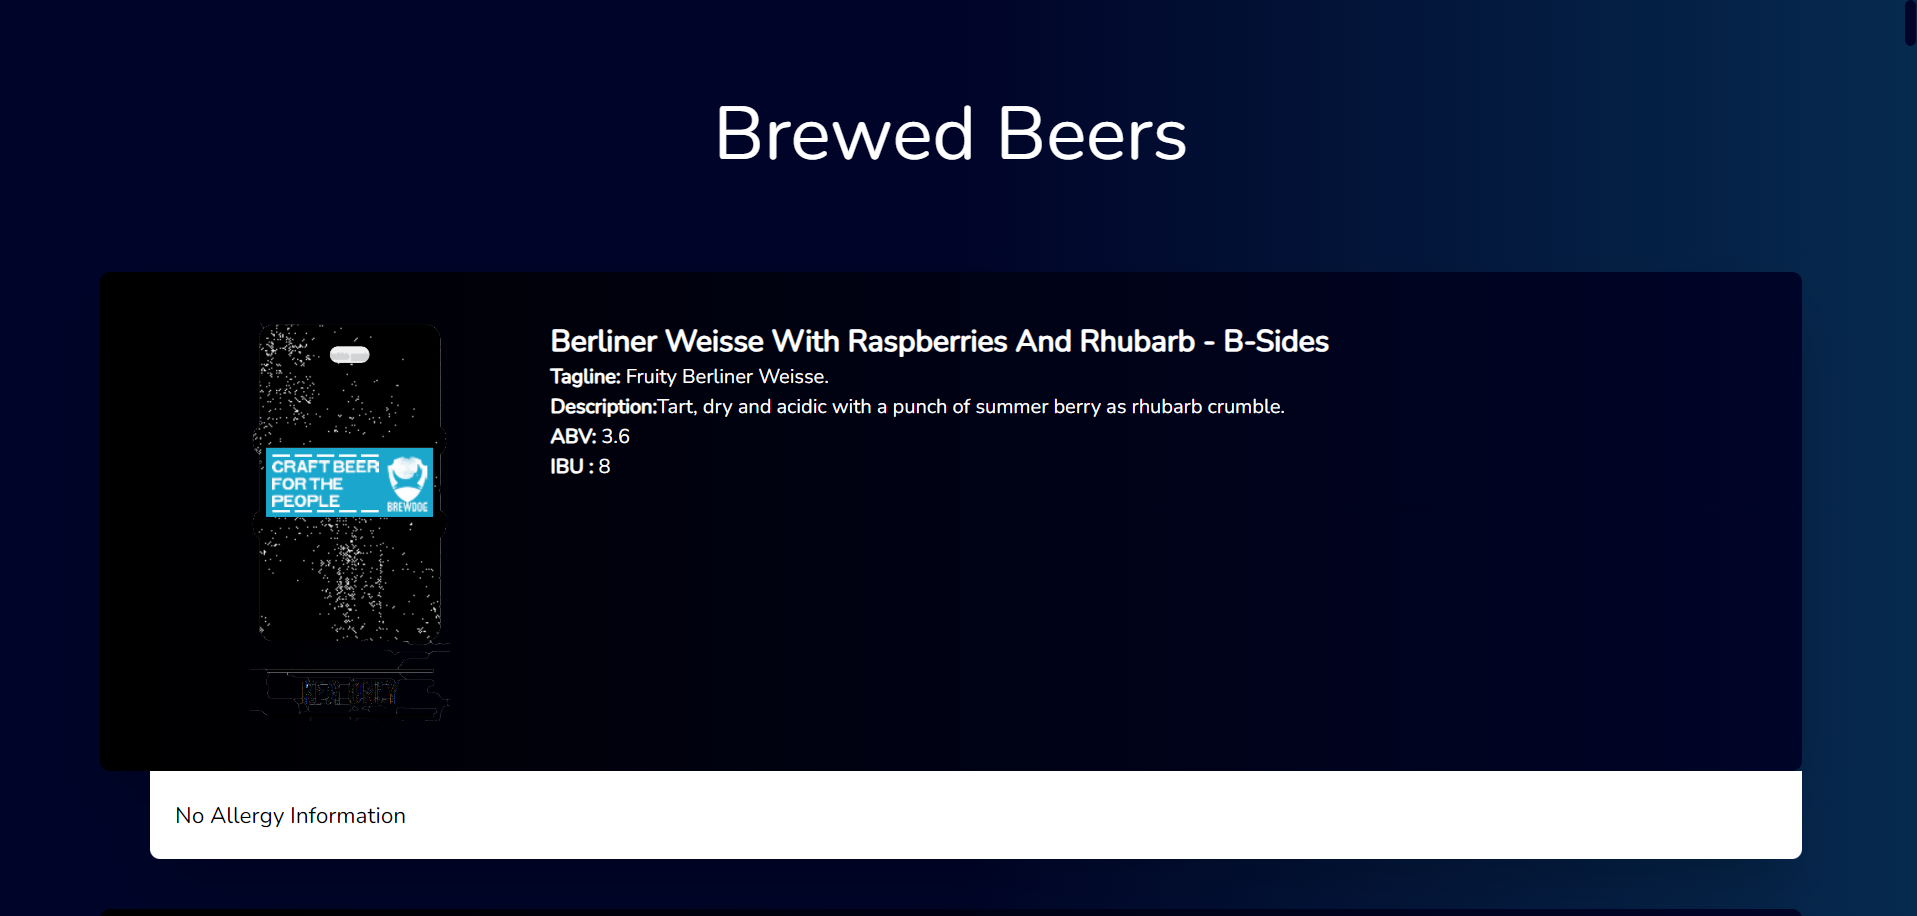 Brewed Beers
Berliner Weisse With Raspberries And Rhubarb - B-Sides
Tagline: Fruity Berliner Weisse.
Description:Tart, dry and acidic with a punch of summer berry as rhubarb crumble.
ABV: 3.6
IBU : 8
CRAFT BEER
FOR THE
PEOPLE
BREWDOG
No Allergy Information